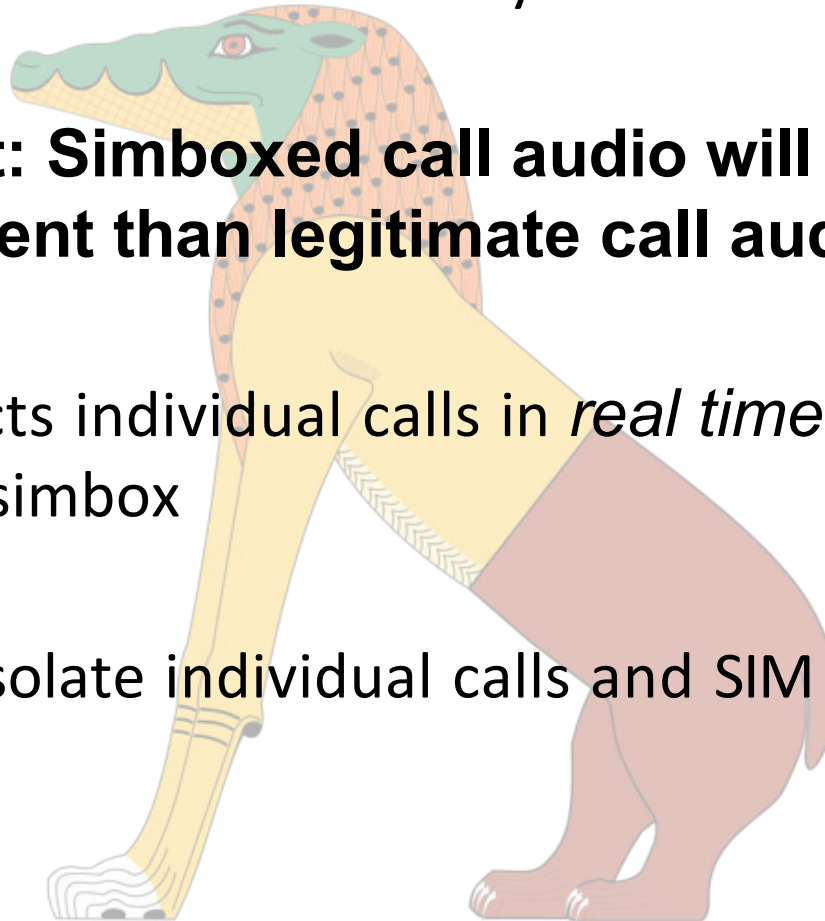 t: Simboxed call audio will
ent than legitimate call aud
cts individual calls in real time
simbox
solate individual calls and SIM